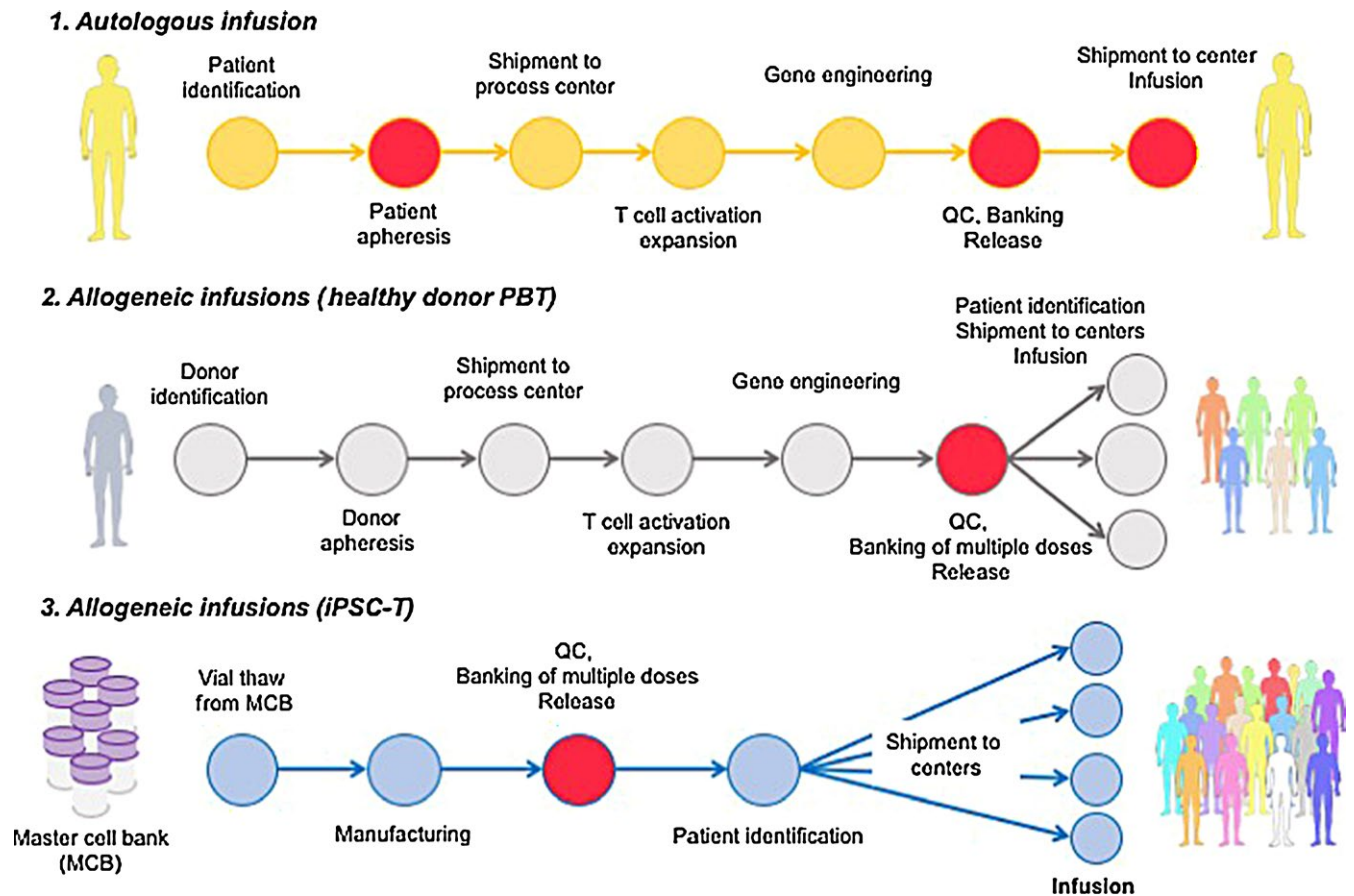 1. Autologous infusion
Patient
identification
Shipment to
process center
Gene engineering
Shipment to center
Infusion
Patient
apheresis
T cell activation
expansion
QC, Banking
Release
2. Allogeneic infusions (healthy donor PBT)
Donor
identification
Shipment to
process center
Gene engineering
Patient identification
Shipment to centers
Infusion
Donor
apheresis
T cell activation
expansion
QC,
Banking of multiple doses
Release
3. Allogeneic infusions (iPSC-T)
Vial thaw
from MCB
QC,
Banking of multiple doses
Release
Shipment to
centers
Manufacturing
Patient identification
Master cell bank
(MCB)
Infusion